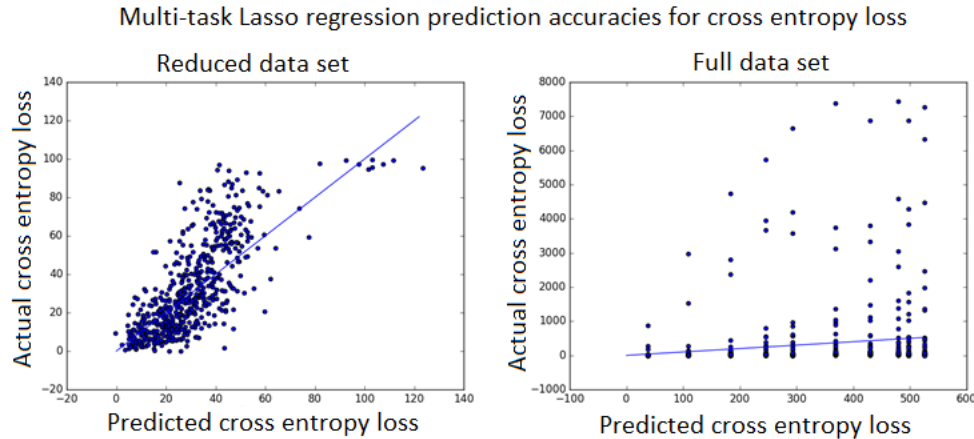 Multi-task Lasso regression prediction accuracies for cross entropy loss
Reduced data set
Full data set
Actual cross entropy loss
140
120
100
80
60
40
20
0
−20
−20 0 20 40 60 80 100 120 140
Predicted cross entropy loss
Actual cross entropy loss
8000
7000
6000
5000
4000
3000
2000
1000
0
−1000
−100 0 100 200 300 400 500 600
Predicted cross entropy loss